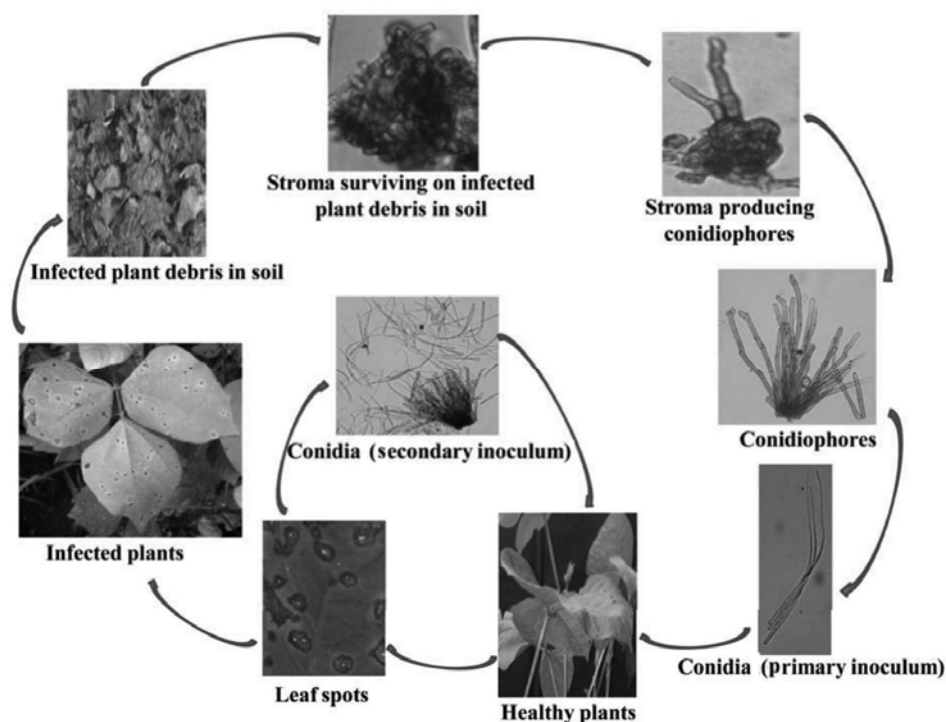 Stroma surviving on infected
plant debris in soil
Stroma producing
conidiophores
Infected plant debris in soil
Conidia (secondary inoculum)
Conidiophores
Infected plants
Leaf spots
Healthy plants
Conidia (primary inoculum)